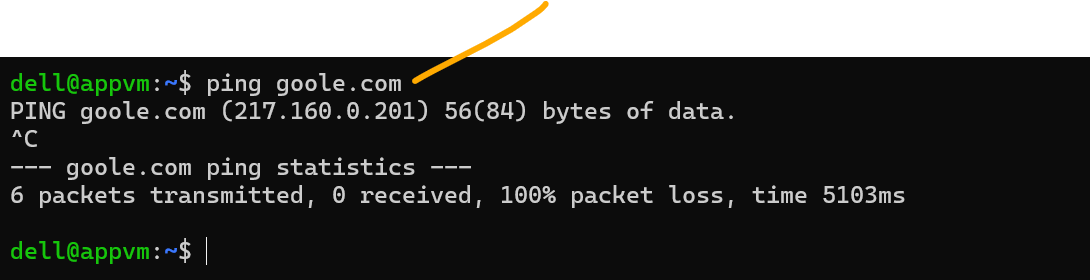 dell@appvm:~$ ping goole.com
PING goole.com (217.160.0.201) 56(84) bytes of data.
^C
--- goole.com ping statistics ---
6 packets transmitted, 0 received, 100% packet loss, time 5103ms
dell@appvm:~$